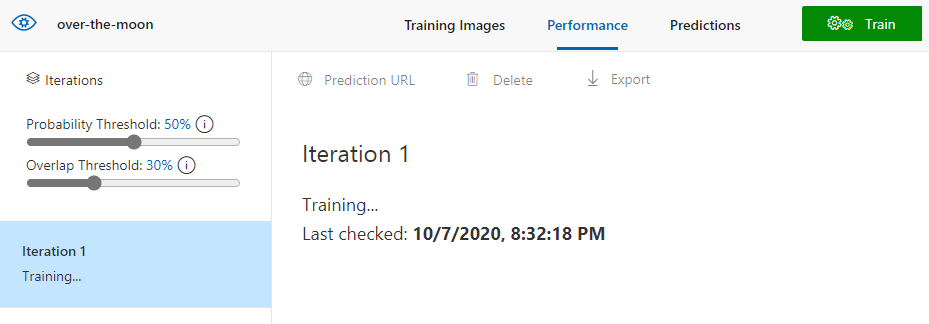 over-the-moon
Training Images
Performance
Predictions
Train
Iterations
Probability Threshold: 50% i
Overlap Threshold: 30% i
Iteration 1
Training...
Prediction URL
Delete
Export
Iteration 1
Training...
Last checked: 10/7/2020, 8:32:18 PM